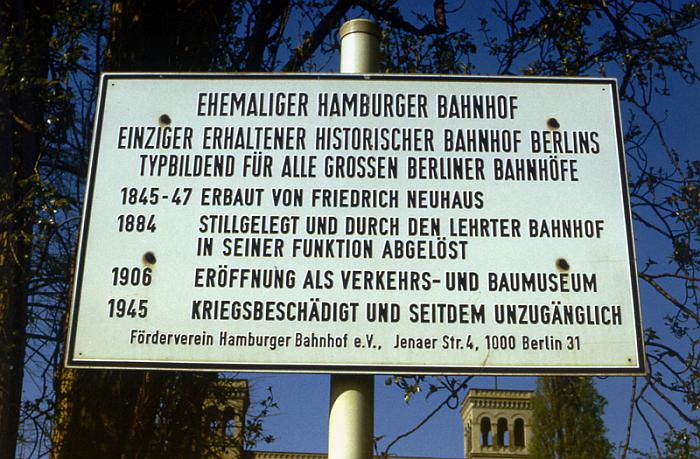 EHEMALIGER HAMBURGER BAHNHOF
EINZIGER ERHALTENER HISTORISCHER BAHNHOF BERLINS
TYPBILDEND FÜR ALLE GROSSEN BERLINER BAHNHÖFE
1845-47 ERBAUT VON FRIEDRICH NEUHAUS
1884 STILLGELEGT UND DURCH DEN LEHRTER BAHNHOF
IN SEINER FUNKTION ABGELÖST
1906 ERÖFFNUNG ALS VERKEHRS- UND BAUMUSEUM
1945 KRIEGSBESCHÄDIGT UND SEITDEM UNZUGÄNGLICH
Förderverein Hamburger Bahnhof e.V., Jenaer Str. 4, 1000 Berlin 31